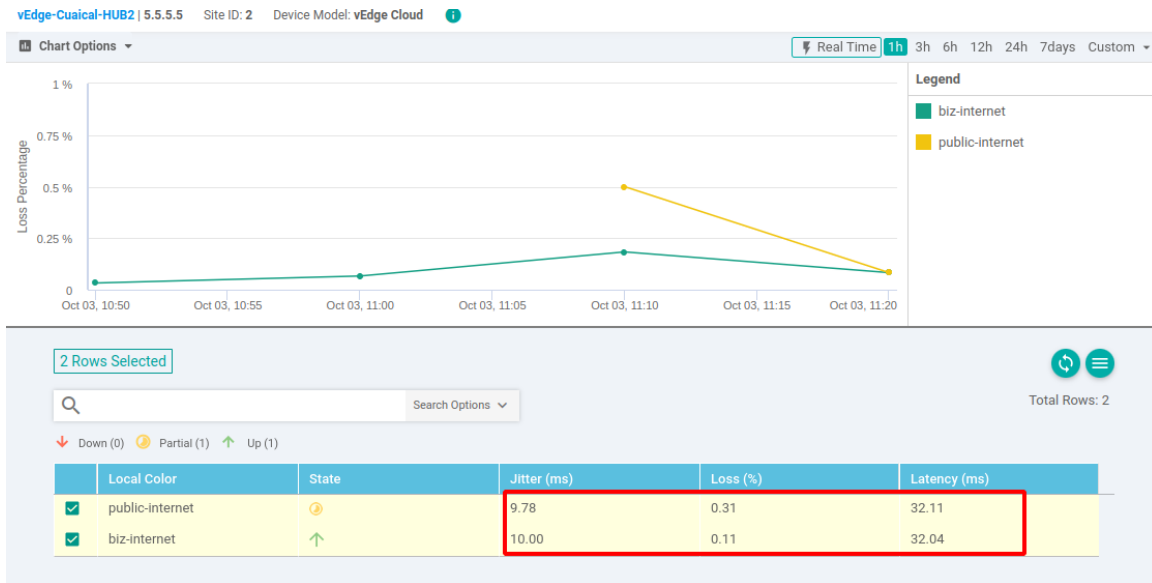 vEdge-Cuaical-HUB2 | 5.5.5.5 Site ID: 2 Device Model: vEdge Cloud i
Chart Options Real Time 1h 3h 6h 12h 24h 7days Custom
Legend
biz-internet
public-internet
Loss Percentage
1 %
0.75 %
0.5 %
0.25 %
0
Oct 03, 10:50 Oct 03, 10:55 Oct 03, 11:00 Oct 03, 11:05 Oct 03, 11:10 Oct 03, 11:15 Oct 03, 11:20
2 Rows Selected
Search Options
Total Rows: 2
Down (0) Partial (1) Up (1)
Local Color State Jitter (ms) Loss (%) Latency (ms)
public-internet 9.78 0.31 32.11
biz-internet 10.00 0.11 32.04